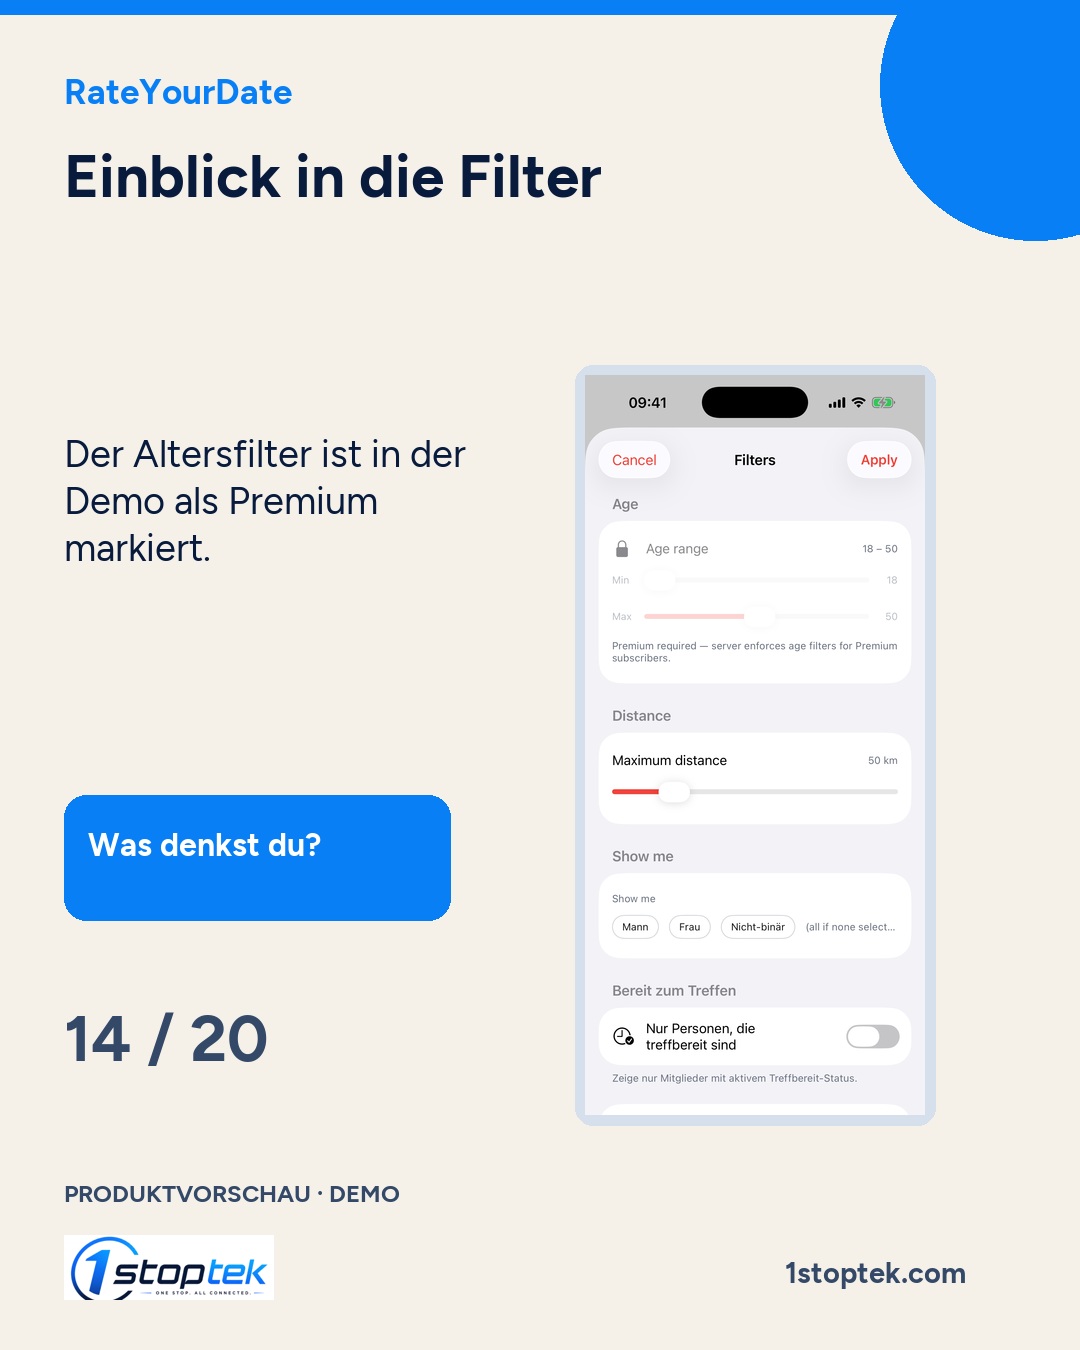 RateYourDate
Einblick in die Filter
Der Altersfilter ist in der
Demo als Premium
markiert.
Was denkst du?
14 / 20
PRODUKTVORSCHAU · DEMO
1stoptek
ONE STOP. ALL CONNECTED.
1stoptek.com
09:41
Cancel
Filters
Apply
Age
Age range
18 – 50
Min
18
Max
50
Premium required — server enforces age filters for Premium
subscribers.
Distance
Maximum distance
50 km
Show me
Show me
Mann
Frau
Nicht-binär
(all if none select...
Bereit zum Treffen
Nur Personen, die
treffbereit sind
Zeige nur Mitglieder mit aktivem Treffbereit-Status.